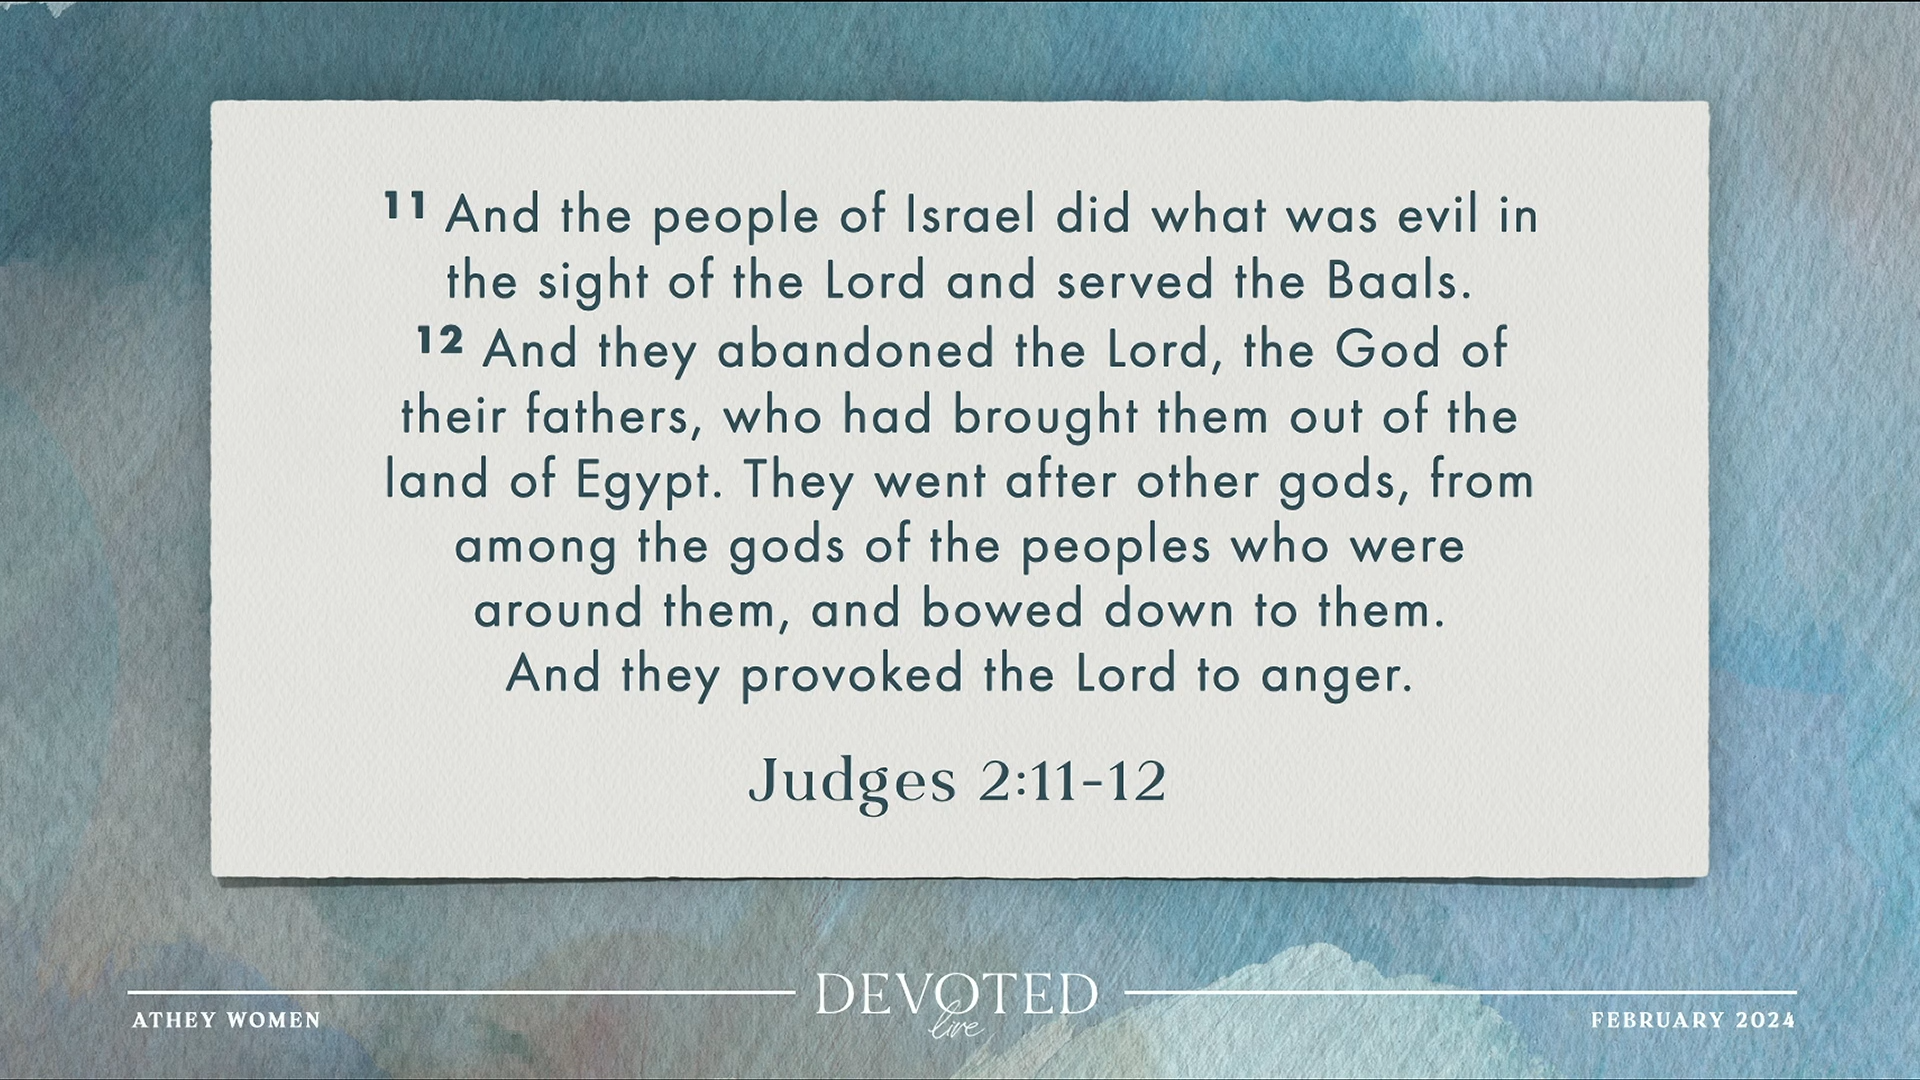 11 And the people of Israel did what was evil in
the sight of the Lord and served the Baals.
12 And they abandoned the Lord, the God of
their fathers, who had brought them out of the
land of Egypt. They went after other gods, from
among the gods of the peoples who were
around them, and bowed down to them.
And they provoked the Lord to anger.
Judges 2:11-12
DEVOTED
live
ATHEY WOMEN
FEBRUARY 2024